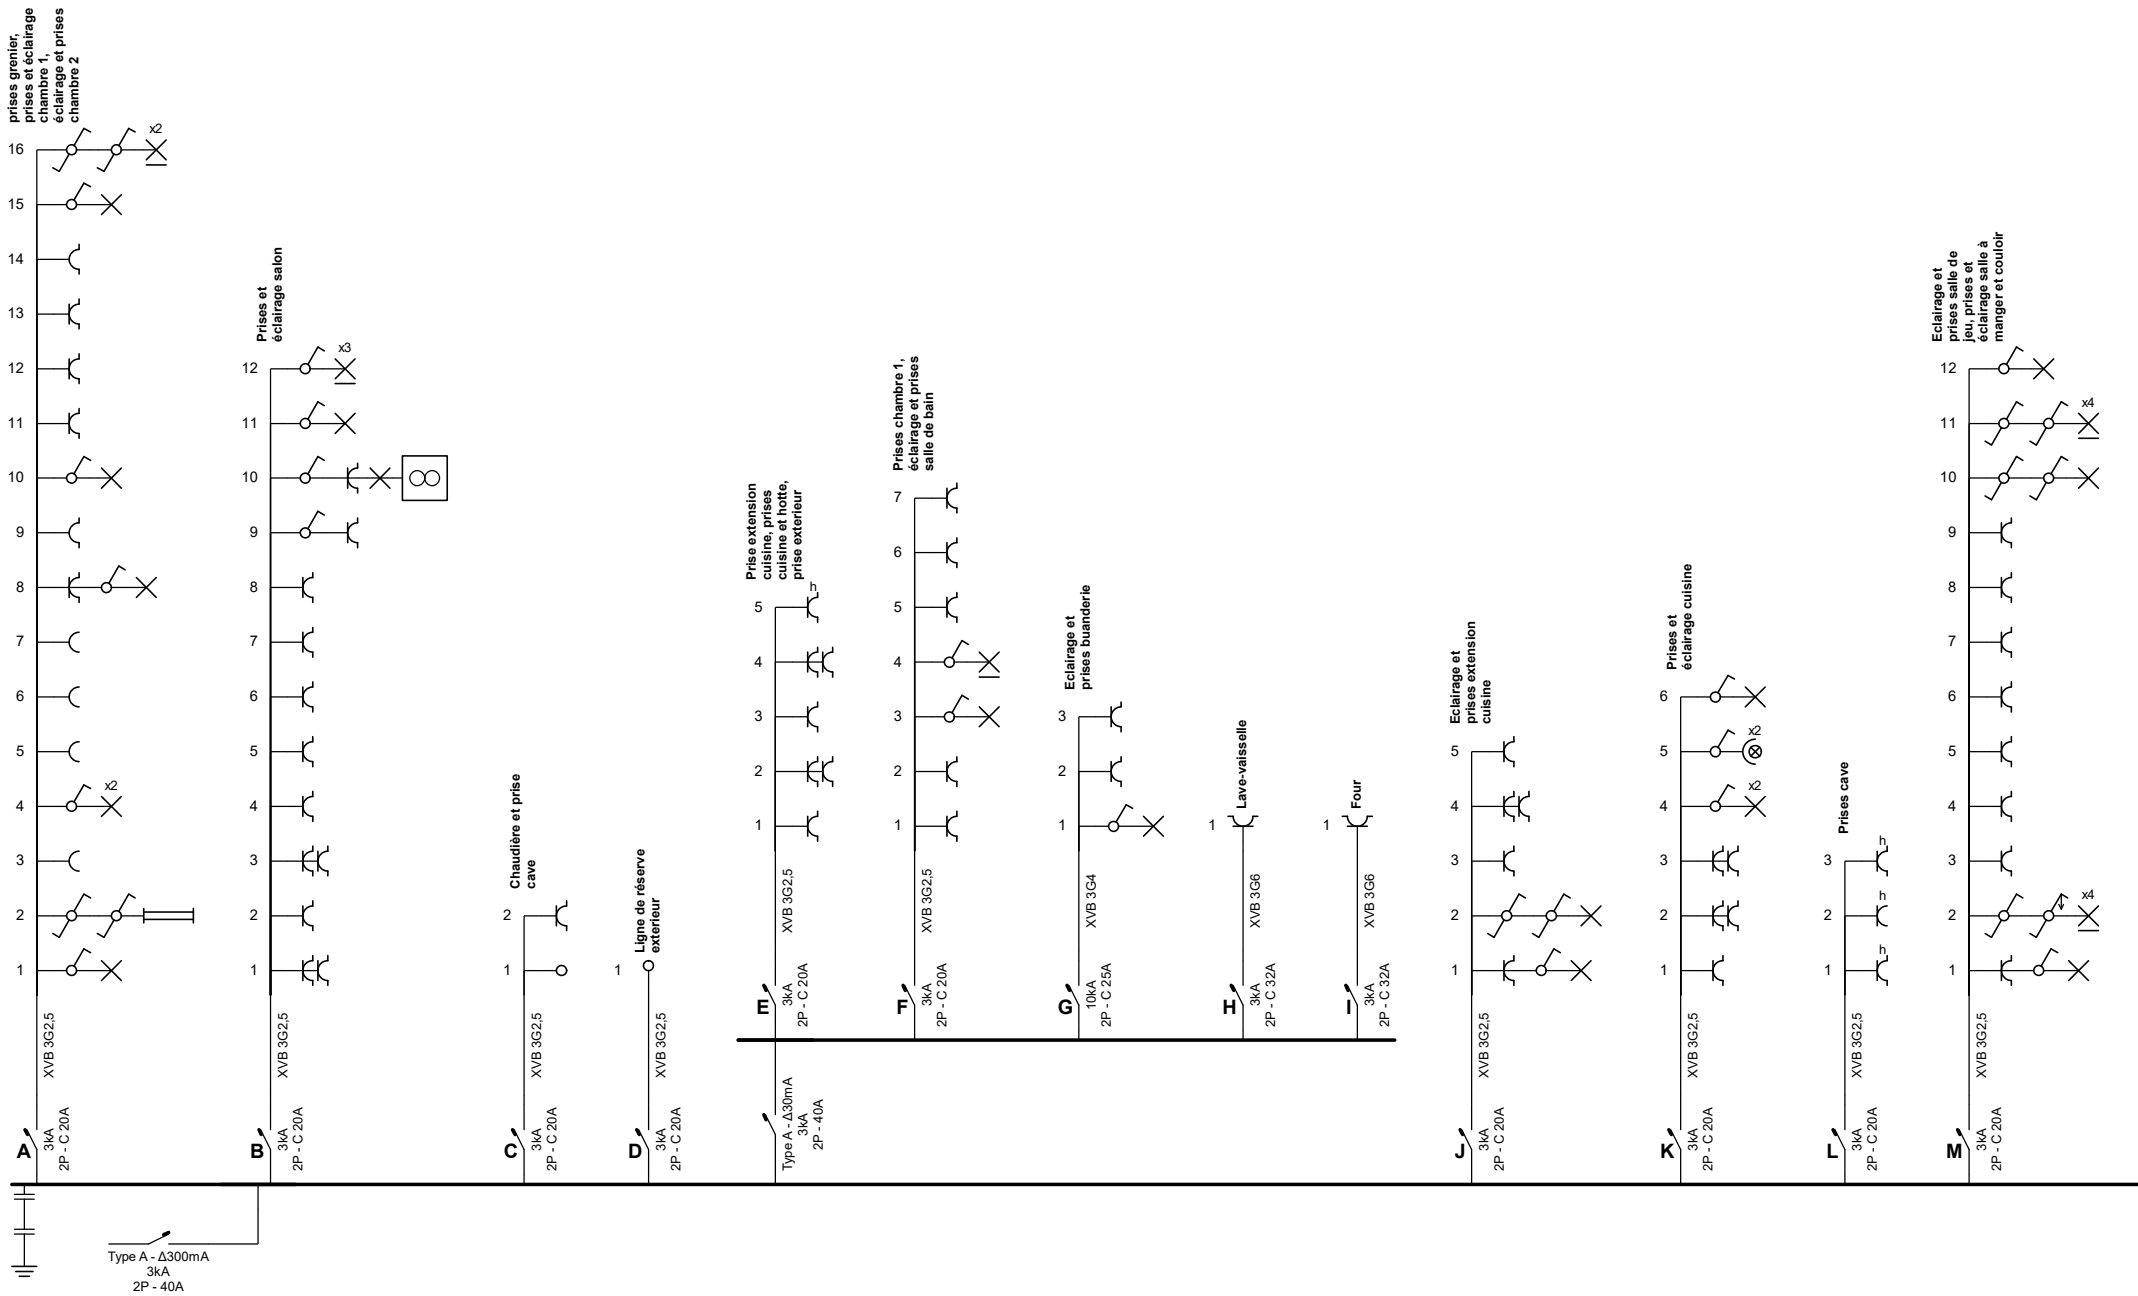 prises grenier,
prises et éclairage
chambre 1,
éclairage et prises
chambre 2
16
x2
15
14
13
12
11
10
9
8
7
6
5
4
x2
3
2
1
XVB 3G2,5
A
3kA
2P - C 20A
Prises et
éclairage salon
12
x3
11
10
9
8
7
6
5
4
3
2
1
XVB 3G2,5
B
3kA
2P - C 20A
Chaudière et prise
cave
2
1
XVB 3G2,5
C
3kA
2P - C 20A
Ligne de réserve
exterieur
1
XVB 3G2,5
D
3kA
2P - C 20A
Prise extension
cuisine, prises
cuisine et hotte,
prise exterieur
5
h
4
3
2
1
XVB 3G2,5
E
3kA
2P - C 20A
Type A - Δ30mA
3kA
2P - 40A
Prises chambre 1,
éclairage et prises
salle de bain
7
6
5
4
3
2
1
XVB 3G2,5
F
3kA
2P - C 20A
Eclairage et
prises buanderie
3
2
1
XVB 3G4
G
10kA
2P - C 25A
Lave-vaisselle
1
XVB 3G6
H
3kA
2P - C 32A
Four
1
XVB 3G6
I
3kA
2P - C 32A
Eclairage et
prises extension
cuisine
5
4
3
2
1
XVB 3G2,5
J
3kA
2P - C 20A
Prises et
éclairage cuisine
6
5
x2
4
x2
3
2
1
XVB 3G2,5
K
3kA
2P - C 20A
Prises cave
3
h
2
h
1
h
XVB 3G2,5
L
3kA
2P - C 20A
Eclairage et
prises salle de
jeu, prises et
éclairage salle à
manger et couloir
12
11
x4
10
9
8
7
6
5
4
3
2
x4
1
XVB 3G2,5
M
3kA
2P - C 20A
Type A - Δ300mA
3kA
2P - 40A